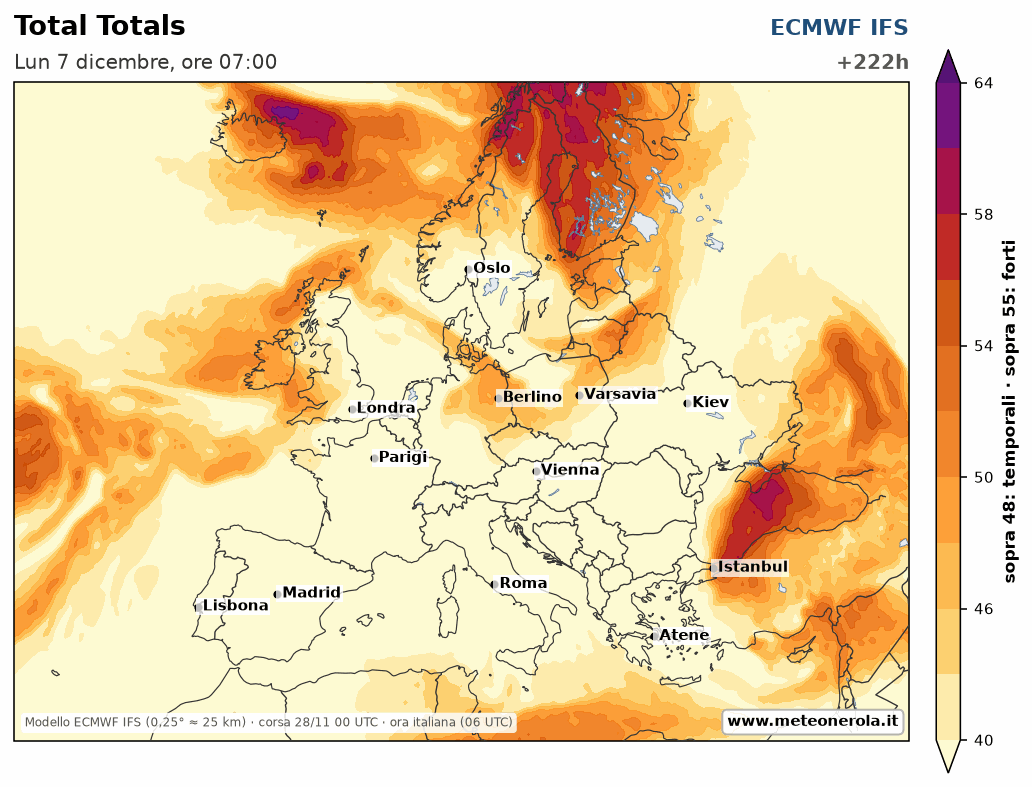 Total Totals
ECMWF IFS
Lun 7 dicembre, ore 07:00
+222h
64
58
54
50
46
40
sopra 48: temporali · sopra 55: forti
Oslo
Berlino
Varsavia
Kiev
Londra
Parigi
Vienna
Istanbul
Roma
Madrid
Lisbona
Atene
Modello ECMWF IFS (0,25° ≈ 25 km) · corsa 28/11 00 UTC · ora italiana (06 UTC)
www.meteonerola.it